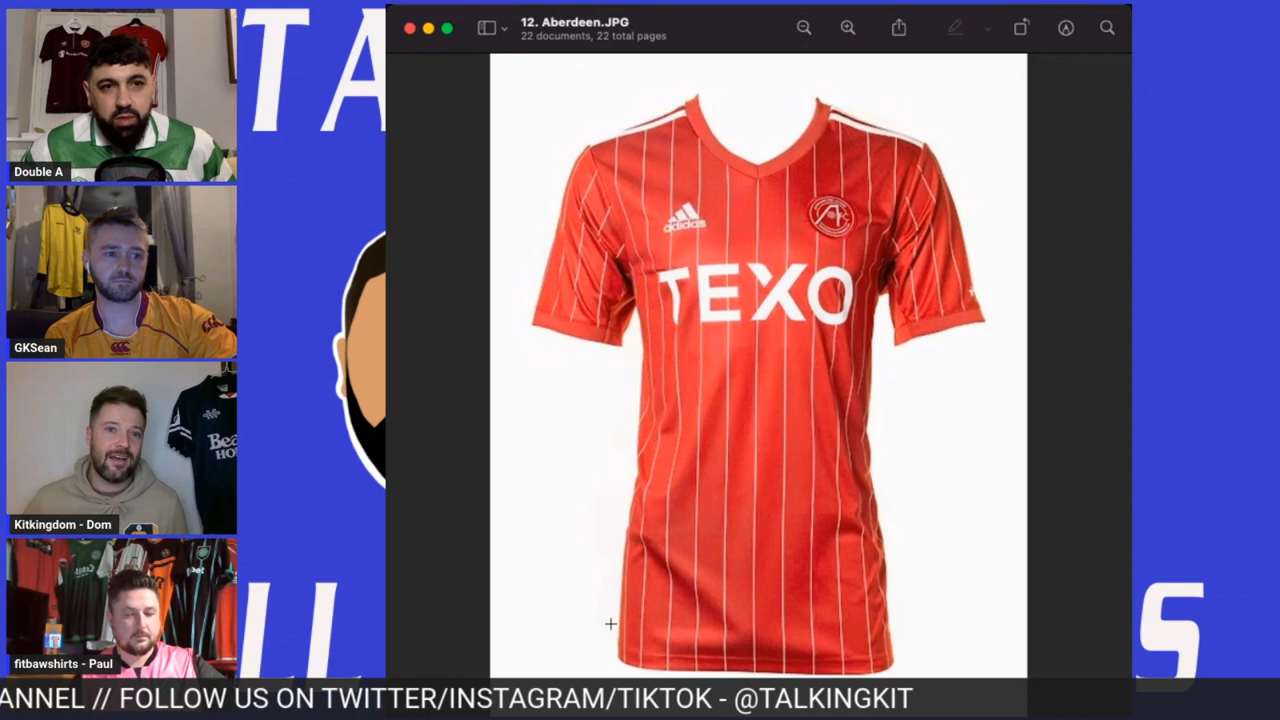 TA
12. Aberdeen.JPG
22 documents, 22 total pages
Double A
adidas
TEXO
GKSean
Kitkingdom - Dom
fitbawshirts - Paul
S
ANNEL // FOLLOW US ON TWITTER/INSTAGRAM/TIKTOK - @TALKINGKIT